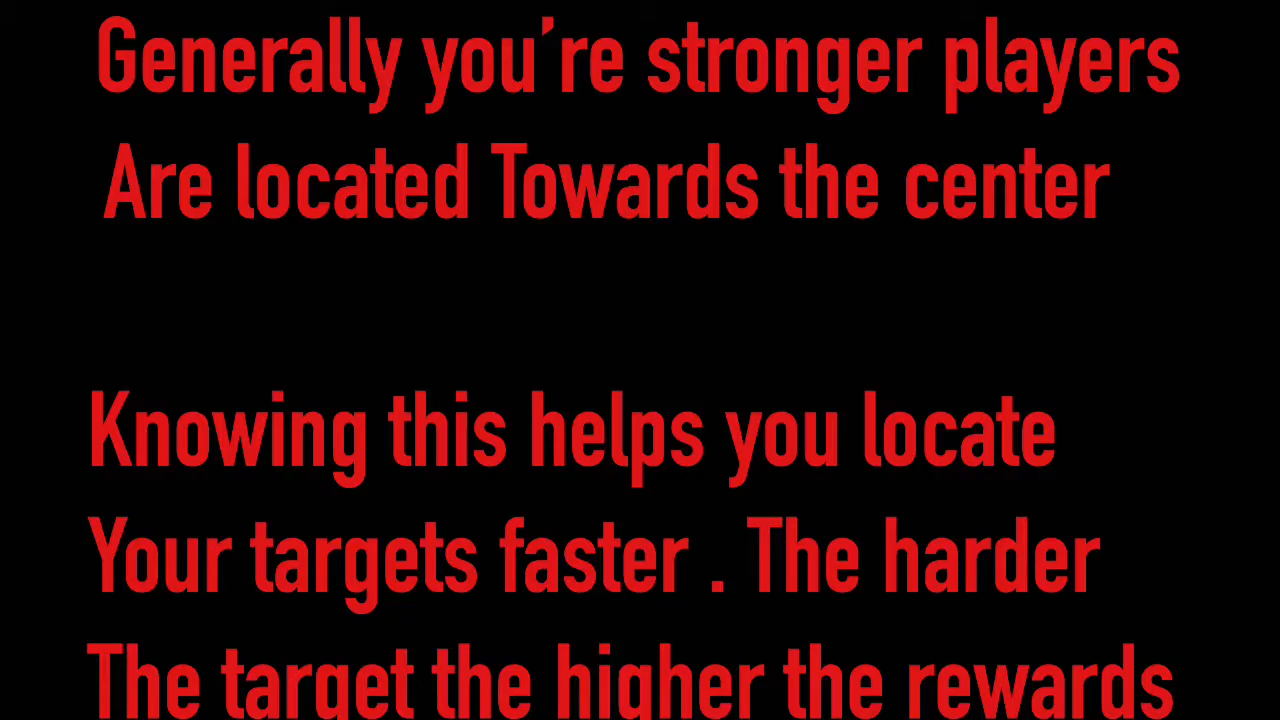 Generally you’re stronger players
Are located Towards the center
Knowing this helps you locate
Your targets faster . The harder
The target the higher the rewards